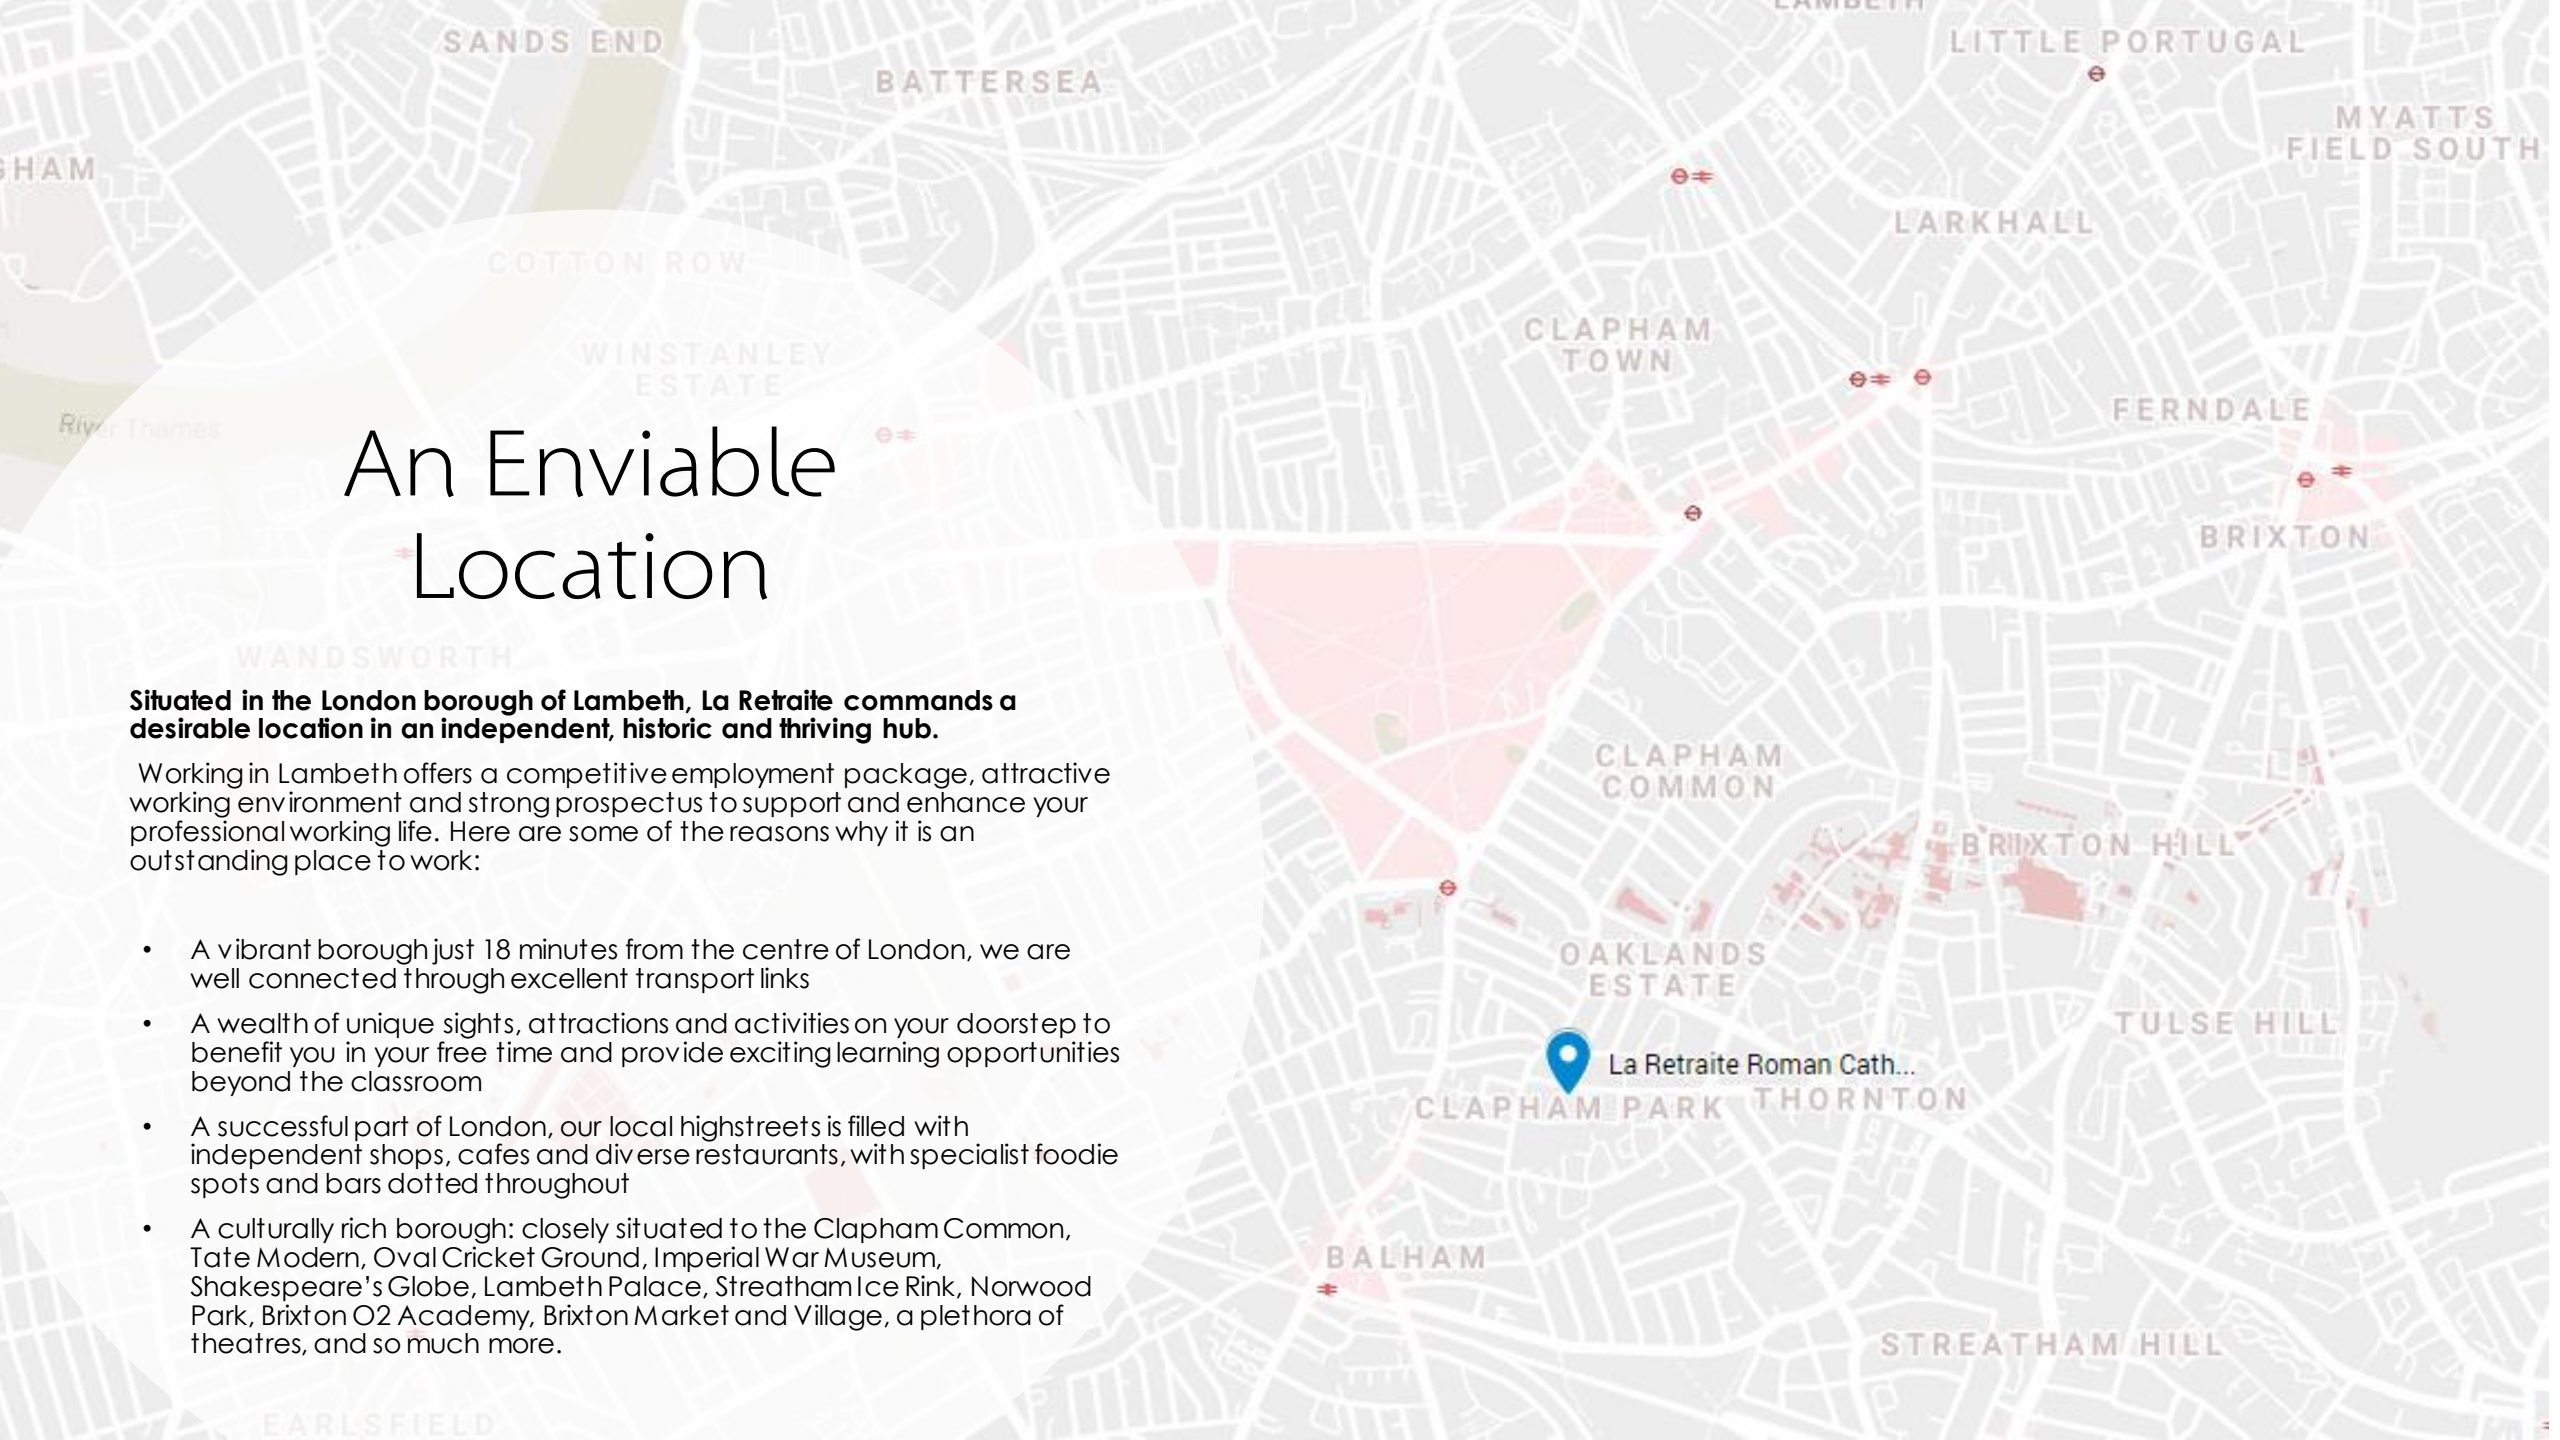 LAMBETH
SANDS END
LITTLE PORTUGAL
BATTERSEA
MYATTS
FIELD SOUTH
GHAM
LARKHALL
COTTON ROW
CLAPHAM
TOWN
WINSTANLEY
ESTATE
FERNDALE
River Thames
BRIXTON
An Enviable
Location
WANDSWORTH
Situated in the London borough of Lambeth, La Retraite commands a
desirable location in an independent, historic and thriving hub.
Working in Lambeth offers a competitive employment package, attractive
working environment and strong prospectus to support and enhance your
professional working life. Here are some of the reasons why it is an
outstanding place to work:
• A vibrant borough just 18 minutes from the centre of London, we are
well connected through excellent transport links
• A wealth of unique sights, attractions and activities on your doorstep to
benefit you in your free time and provide exciting learning opportunities
beyond the classroom
• A successful part of London, our local highstreets is filled with
independent shops, cafes and diverse restaurants, with specialist foodie
spots and bars dotted throughout
• A culturally rich borough: closely situated to the Clapham Common,
Tate Modern, Oval Cricket Ground, Imperial War Museum,
Shakespeare’s Globe, Lambeth Palace, Streatham Ice Rink, Norwood
Park, Brixton O2 Academy, Brixton Market and Village, a plethora of
theatres, and so much more.
CLAPHAM
COMMON
BRIXTON HILL
OAKLANDS
ESTATE
TULSE HILL
La Retraite Roman Cath...
CLAPHAM PARK
THORNTON
BALHAM
STREATHAM HILL
EARLSFIELD